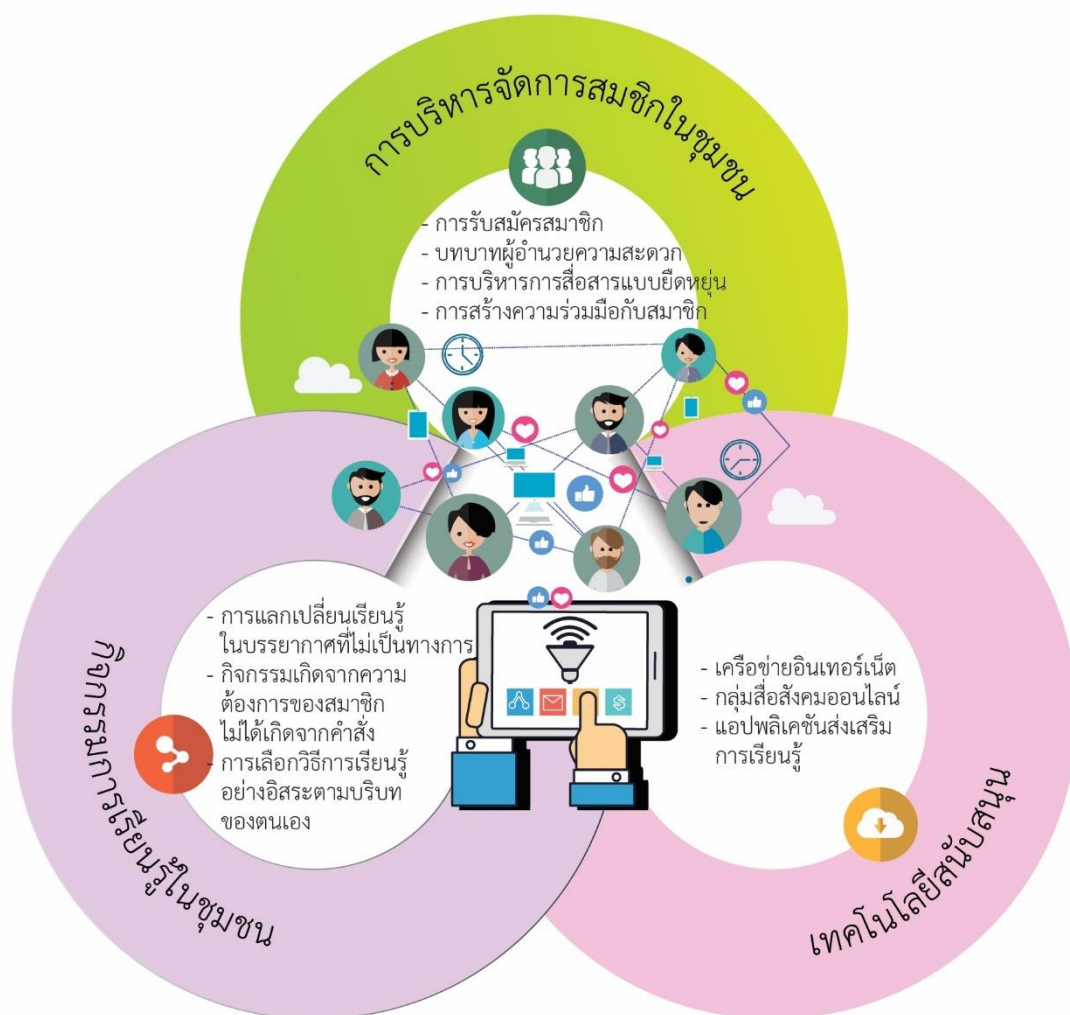 การบริหารจัดการสมชิกในชุมชน
- การรับสมัครสมาชิก
- บทบาทผู้อำนวยความสะดวก
- การบริหารการสื่อสารแบบยืดหยุ่น
- การสร้างความร่วมมือกับสมาชิก
กิจกรรมการเรียนรู้ในชุมชน
- การแลกเปลี่ยนเรียนรู้
ในบรรยากาศที่ไม่เป็นทางการ
- กิจกรรมเกิดจากความ
ต้องการของสมาชิก
ไม่ได้เกิดจากคำสั่ง
- การเลือกวิธีการเรียนรู้
อย่างอิสระตามบริบท
ของตนเอง
- เครือข่ายอินเทอร์เน็ต
- กลุ่มสื่อสังคมออนไลน์
- แอปพลิเคชันส่งเสริม
การเรียนรู้
เทคโนโลยีสนับสนุน